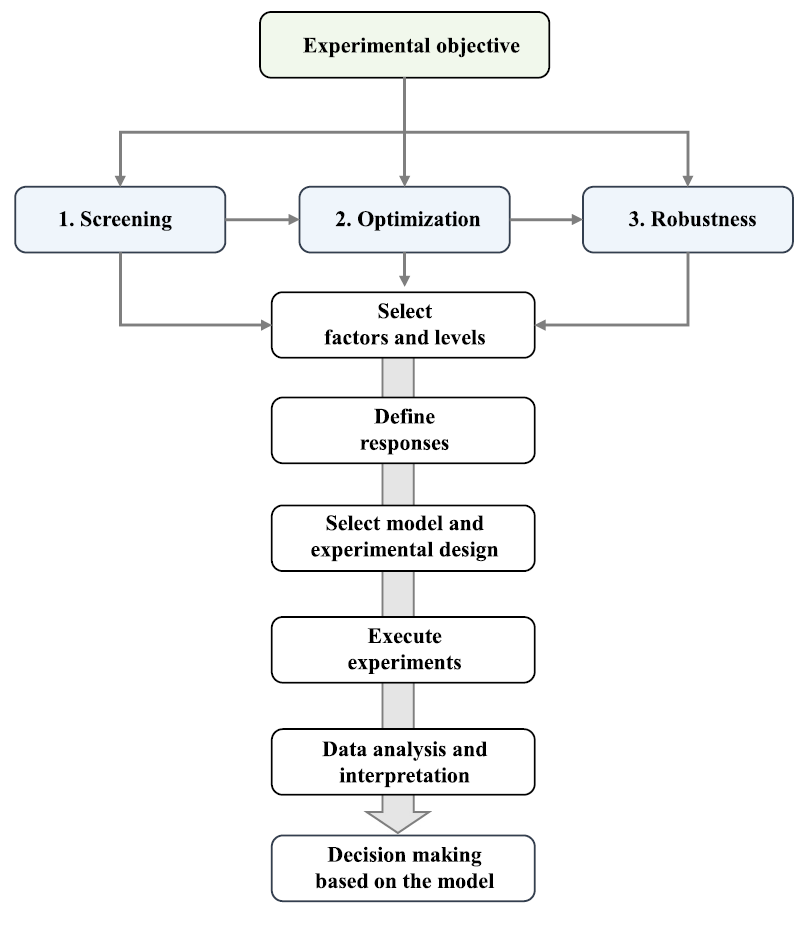 Experimental objective
1. Screening
2. Optimization
3. Robustness
Select
factors and levels
Define
responses
Select model and
experimental design
Execute
experiments
Data analysis and
interpretation
Decision making
based on the model